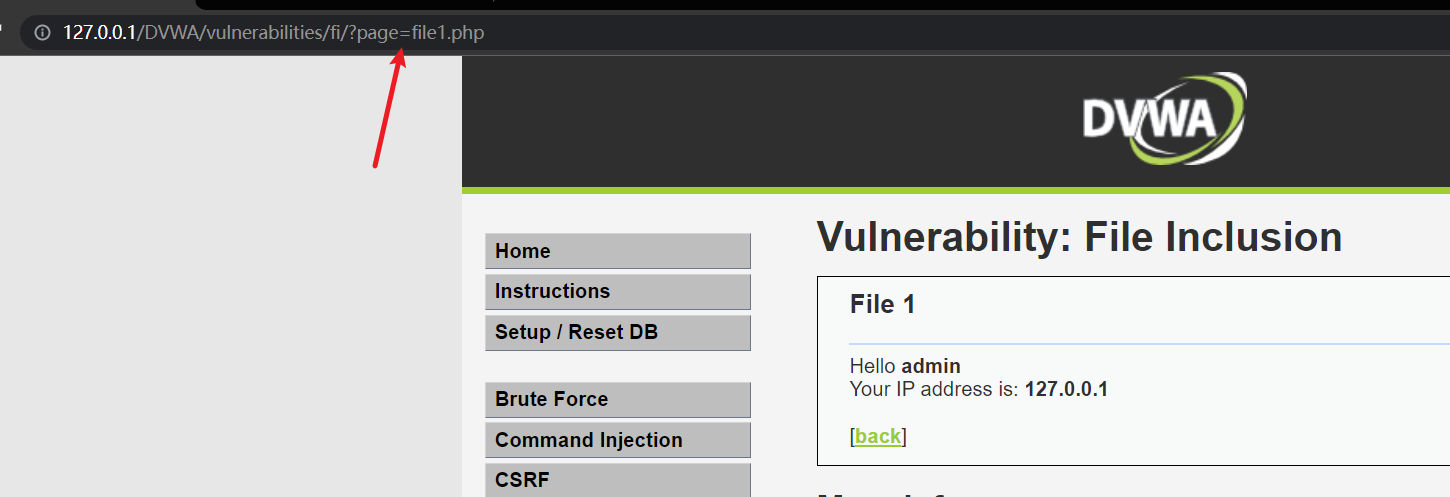 127.0.0.1/DVWA/vulnerabilities/fi/?page=file1.php
DVWA
Vulnerability: File Inclusion
Home
Instructions
Setup / Reset DB
Brute Force
Command Injection
CSRF
File 1
Hello admin
Your IP address is: 127.0.0.1
[back]